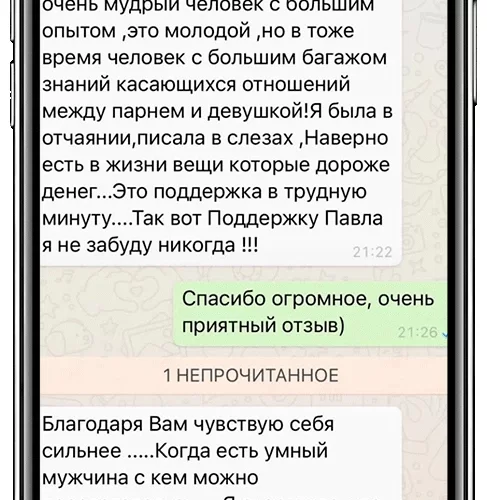 очень мудрый человек с большим
опытом ,это молодой ,но в тоже
время человек с большим багажом
знаний касающихся отношений
между парнем и девушкой!Я была в
отчаянии,писала в слезах ,Наверно
есть в жизни вещи которые дороже
денег...Это поддержка в трудную
минуту....Так вот Поддержку Павла
я не забуду никогда !!!
21:22
Спасибо огромное, очень
приятный отзыв)
21:26
1 НЕПРОЧИТАННОЕ
Благодаря Вам чувствую себя
сильнее .....Когда есть умный
мужчина с кем можно